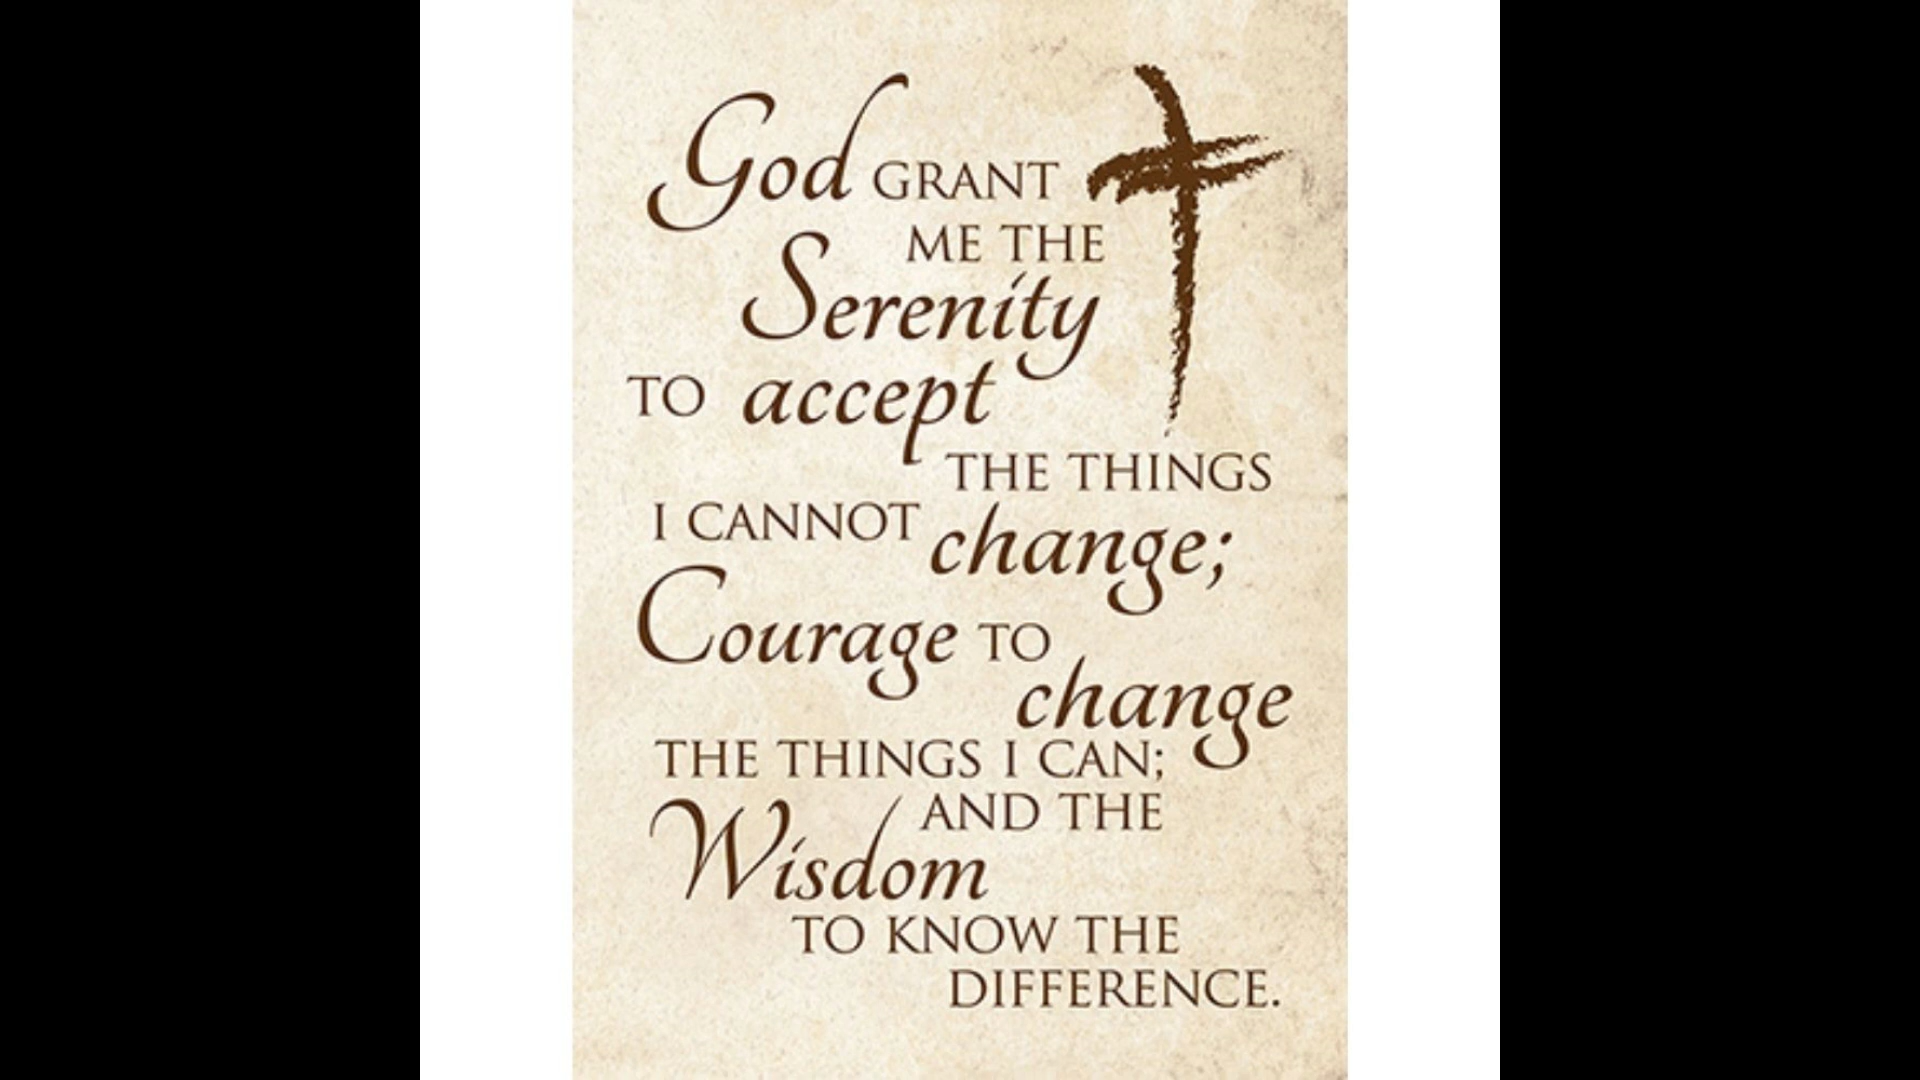 God GRANT
ME THE
Serenity
TO accept
THE THINGS
I CANNOT change;
Courage TO
change
THE THINGS I CAN;
AND THE
Wisdom
TO KNOW THE
DIFFERENCE.